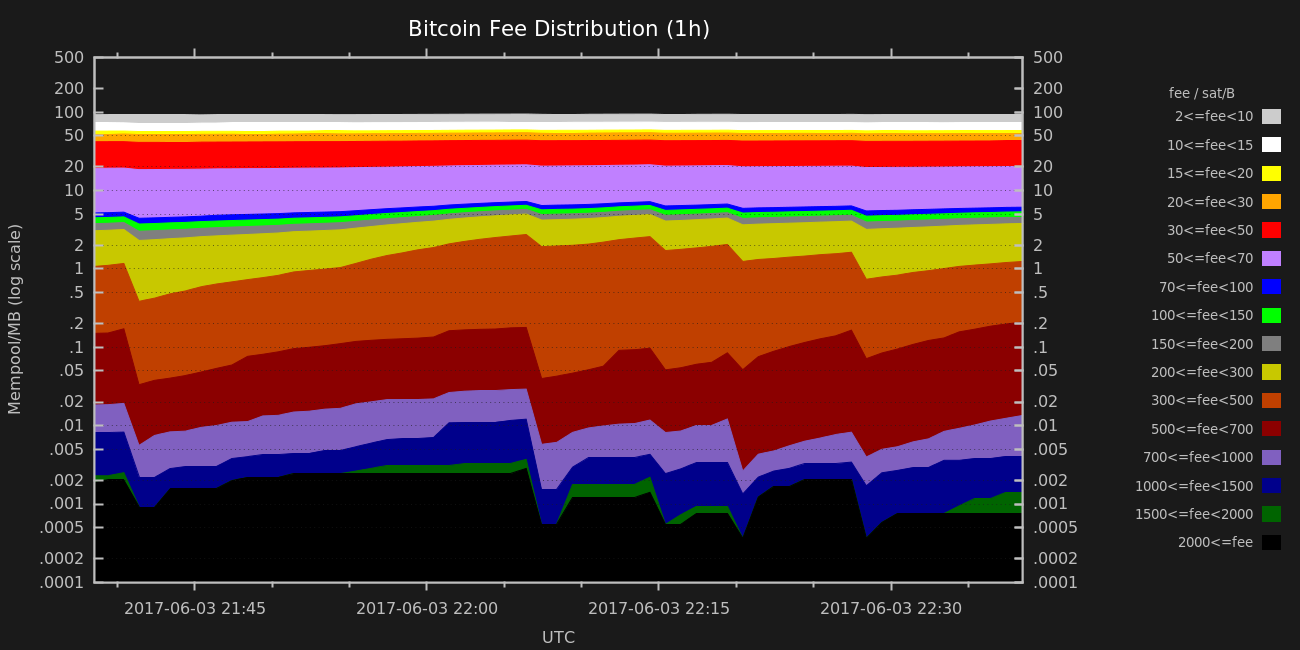 Bitcoin Fee Distribution (1h)
500
200
100
50
20
10
5
2
1
.5
.2
.1
.05
.02
.01
.005
.002
.001
.0005
.0002
.0001
Mempool/MB (log scale)
500
200
100
50
20
10
5
2
1
.5
.2
.1
.05
.02
.01
.005
.002
.001
.0005
.0002
.0001
2017-06-03 21:45
2017-06-03 22:00
2017-06-03 22:15
2017-06-03 22:30
UTC
fee / sat/B
2<=fee<10
10<=fee<15
15<=fee<20
20<=fee<30
30<=fee<50
50<=fee<70
70<=fee<100
100<=fee<150
150<=fee<200
200<=fee<300
300<=fee<500
500<=fee<700
700<=fee<1000
1000<=fee<1500
1500<=fee<2000
2000<=fee